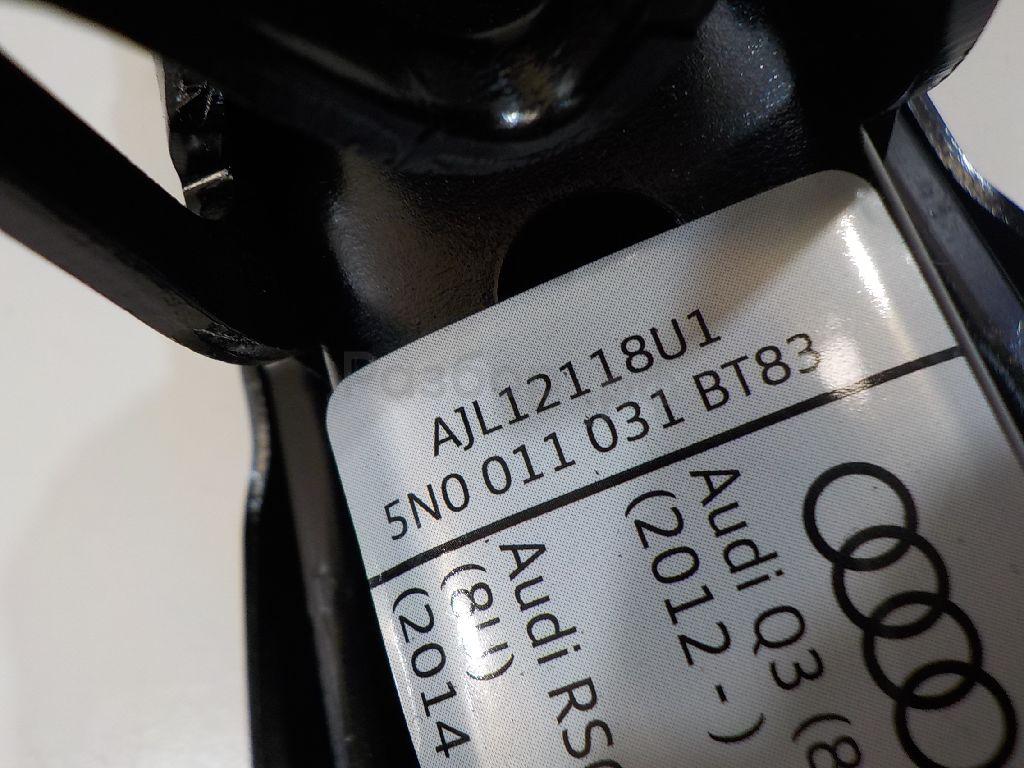 AJL12118U1
5N0 011 031 BT83
Audi Q3 (8
(2012 - )
Audi RS
(8U)
(2014